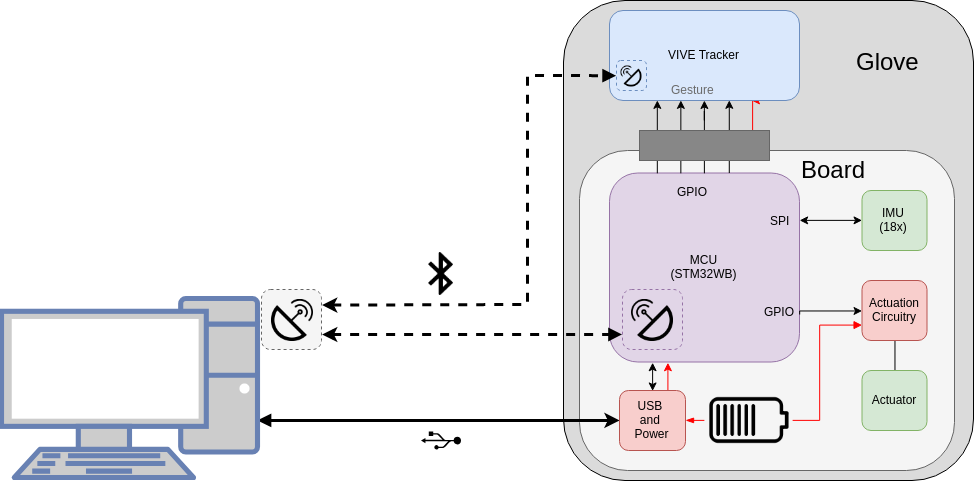 VIVE Tracker
Glove
Gesture
Board
GPIO
SPI
IMU
(18x)
MCU
(STM32WB)
GPIO
Actuation
Circuitry
USB
and
Power
Actuator